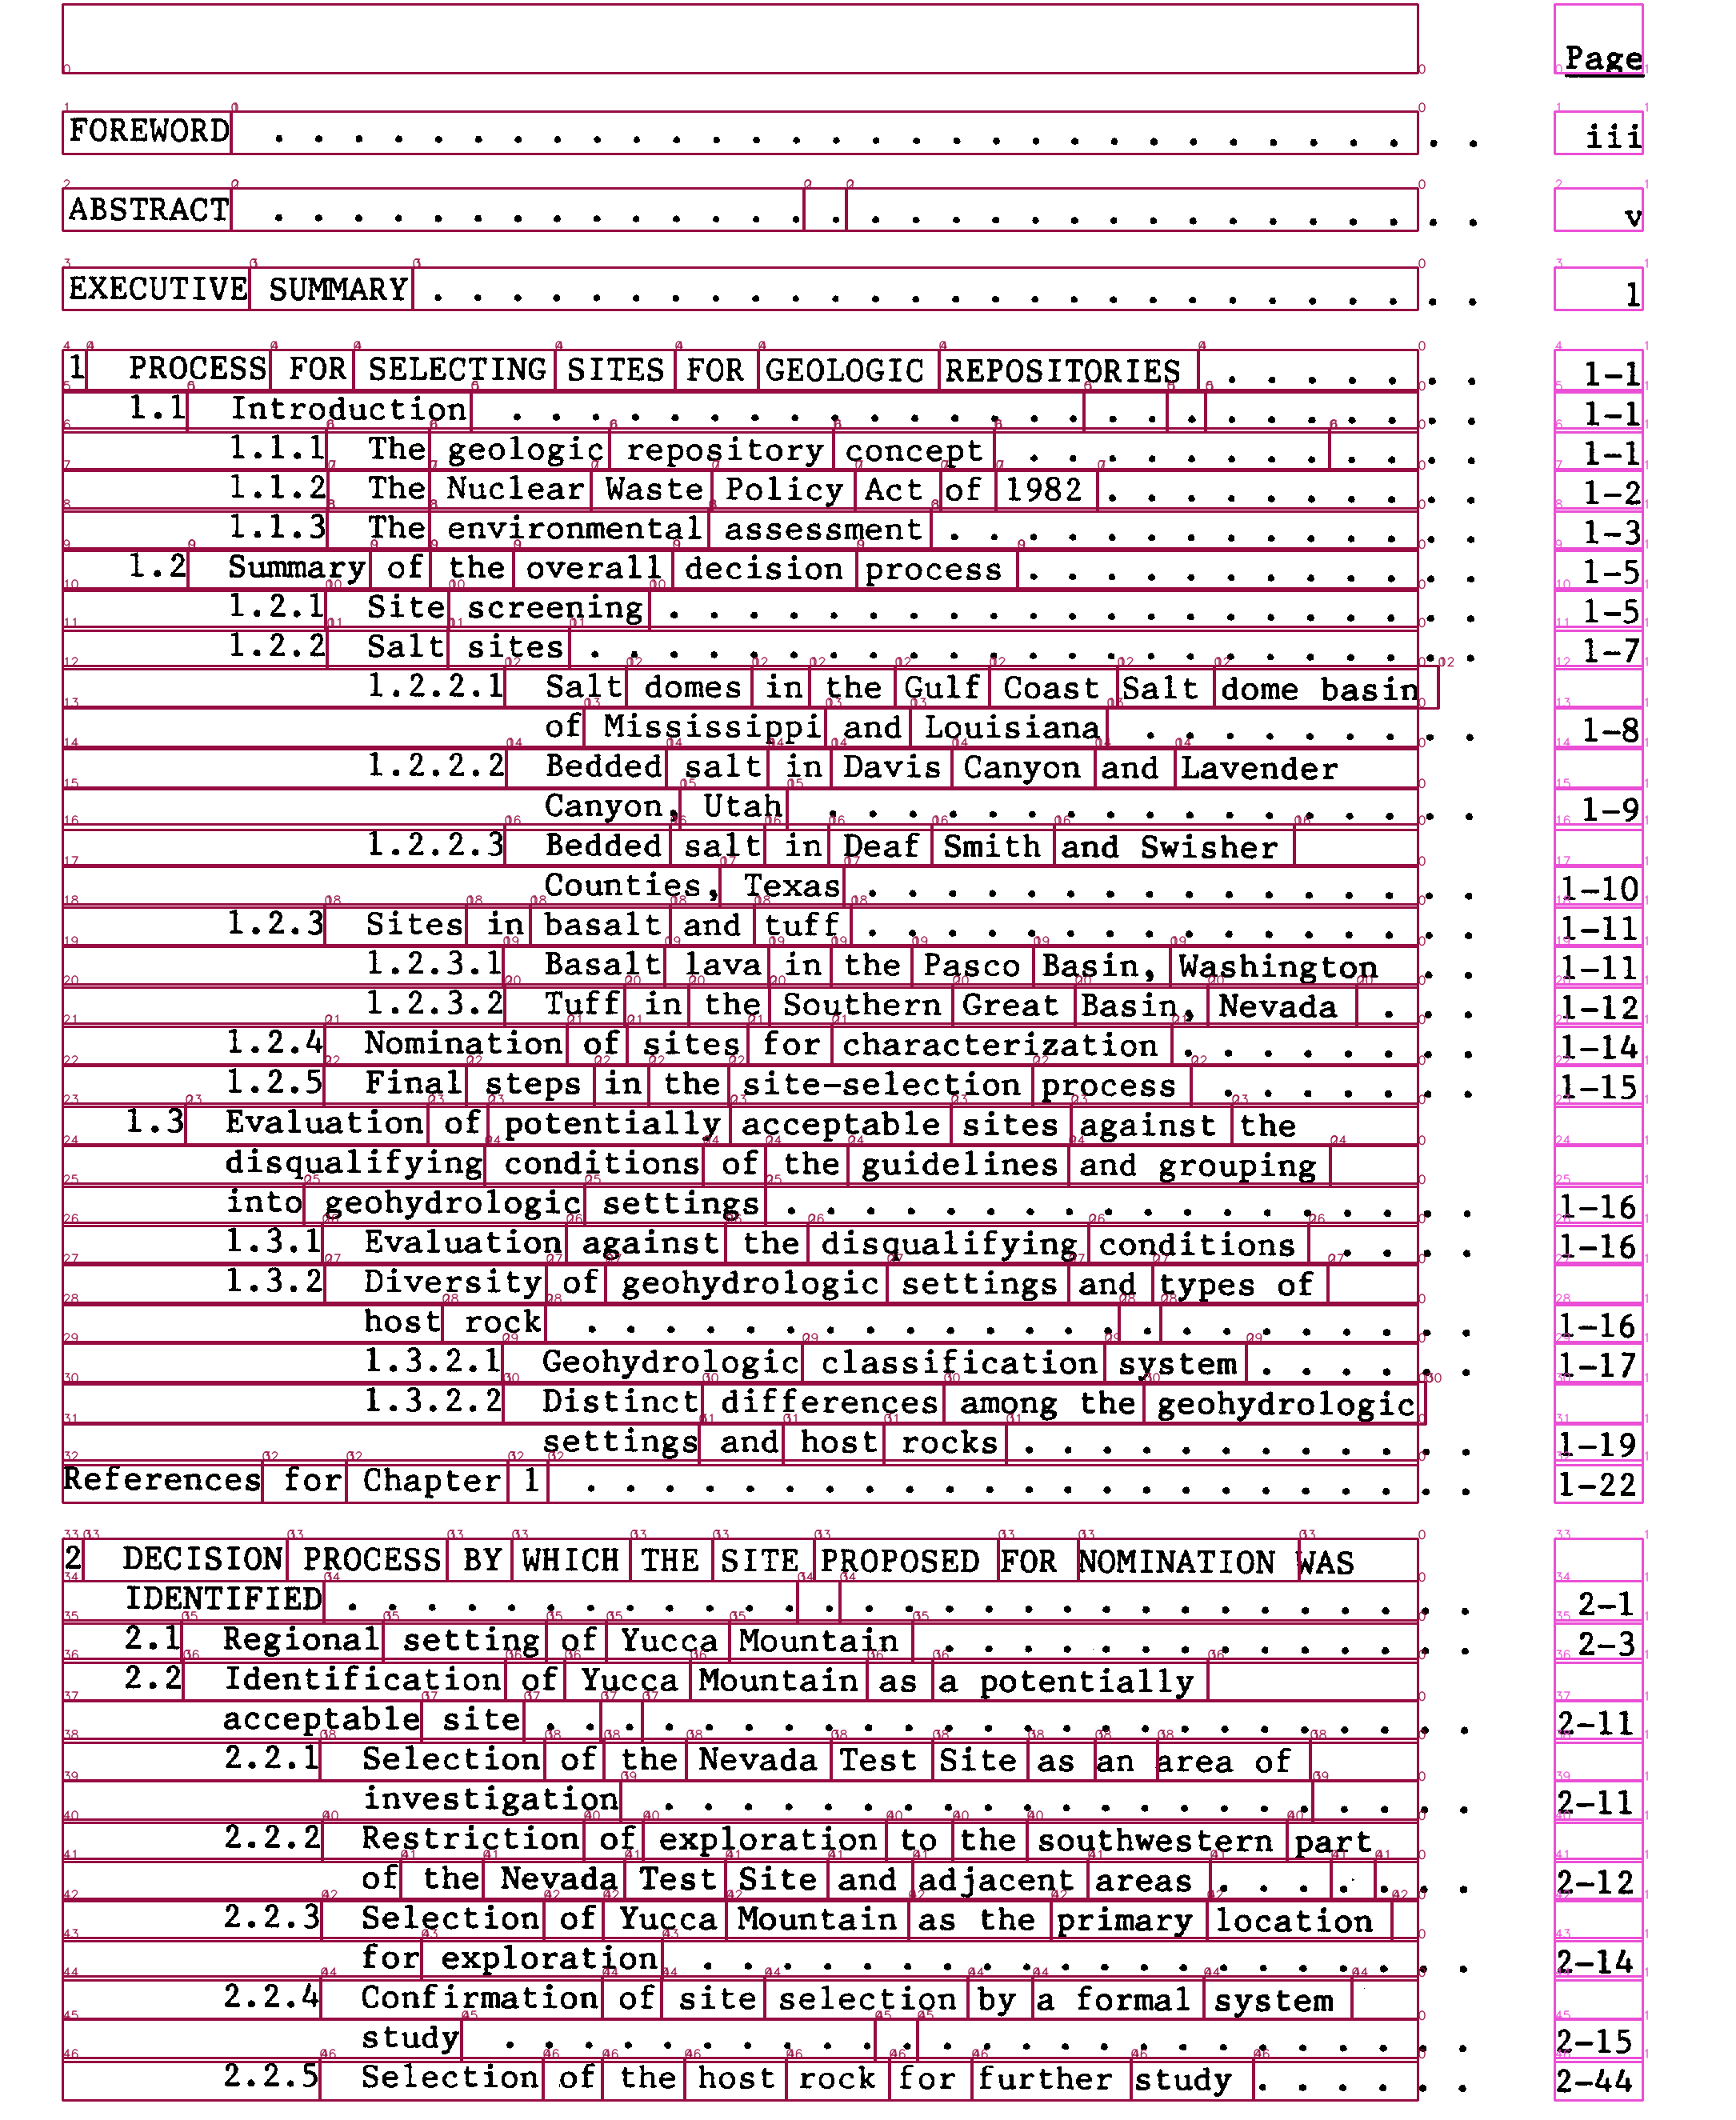 Page
FOREWORD . . . . . . . . . . . . . . . . . . . . . . . . . . . . . . . iii
ABSTRACT . . . . . . . . . . . . . . . . . . . . . . . . . . . . . . . v
EXECUTIVE SUMMARY . . . . . . . . . . . . . . . . . . . . . . . . . . . 1
1 PROCESS FOR SELECTING SITES FOR GEOLOGIC REPOSITORIES . . . . . . . 1-1
1.1 Introduction . . . . . . . . . . . . . . . . . . . . . . . . . 1-1
1.1.1 The geologic repository concept . . . . . . . . . . . . 1-1
1.1.2 The Nuclear Waste Policy Act of 1982 . . . . . . . . . . 1-2
1.1.3 The environmental assessment . . . . . . . . . . . . . . 1-3
1.2 Summary of the overall decision process . . . . . . . . . . . . 1-5
1.2.1 Site screening . . . . . . . . . . . . . . . . . . . . . 1-5
1.2.2 Salt sites . . . . . . . . . . . . . . . . . . . . . . . 1-7
1.2.2.1 Salt domes in the Gulf Coast Salt dome basin
of Mississippi and Louisiana . . . . . . . . . 1-8
1.2.2.2 Bedded salt in Davis Canyon and Lavender
Canyon, Utah . . . . . . . . . . . . . . . . . 1-9
1.2.2.3 Bedded salt in Deaf Smith and Swisher
Counties, Texas . . . . . . . . . . . . . . . . 1-10
1.2.3 Sites in basalt and tuff . . . . . . . . . . . . . . . . 1-11
1.2.3.1 Basalt lava in the Pasco Basin, Washington . . 1-11
1.2.3.2 Tuff in the Southern Great Basin, Nevada . . . 1-12
1.2.4 Nomination of sites for characterization . . . . . . . . 1-14
1.2.5 Final steps in the site-selection process . . . . . . . 1-15
1.3 Evaluation of potentially acceptable sites against the
disqualifying conditions of the guidelines and grouping
into geohydrologic settings . . . . . . . . . . . . . . . . . . 1-16
1.3.1 Evaluation against the disqualifying conditions . . . . 1-16
1.3.2 Diversity of geohydrologic settings and types of
host rock . . . . . . . . . . . . . . . . . . . . . . . 1-16
1.3.2.1 Geohydrologic classification system . . . . . . 1-17
1.3.2.2 Distinct differences among the geohydrologic
settings and host rocks . . . . . . . . . . . . 1-19
References for Chapter 1 . . . . . . . . . . . . . . . . . . . . . . . 1-22
2 DECISION PROCESS BY WHICH THE SITE PROPOSED FOR NOMINATION WAS
IDENTIFIED . . . . . . . . . . . . . . . . . . . . . . . . . . . . . 2-1
2.1 Regional setting of Yucca Mountain . . . . . . . . . . . . . . 2-3
2.2 Identification of Yucca Mountain as a potentially
acceptable site . . . . . . . . . . . . . . . . . . . . . . . . 2-11
2.2.1 Selection of the Nevada Test Site as an area of
investigation . . . . . . . . . . . . . . . . . . . . . 2-11
2.2.2 Restriction of exploration to the southwestern part
of the Nevada Test Site and adjacent areas . . . . . . . 2-12
2.2.3 Selection of Yucca Mountain as the primary location
for exploration . . . . . . . . . . . . . . . . . . . . 2-14
2.2.4 Confirmation of site selection by a formal system
study . . . . . . . . . . . . . . . . . . . . . . . . . 2-15
2.2.5 Selection of the host rock for further study . . . . . . 2-44